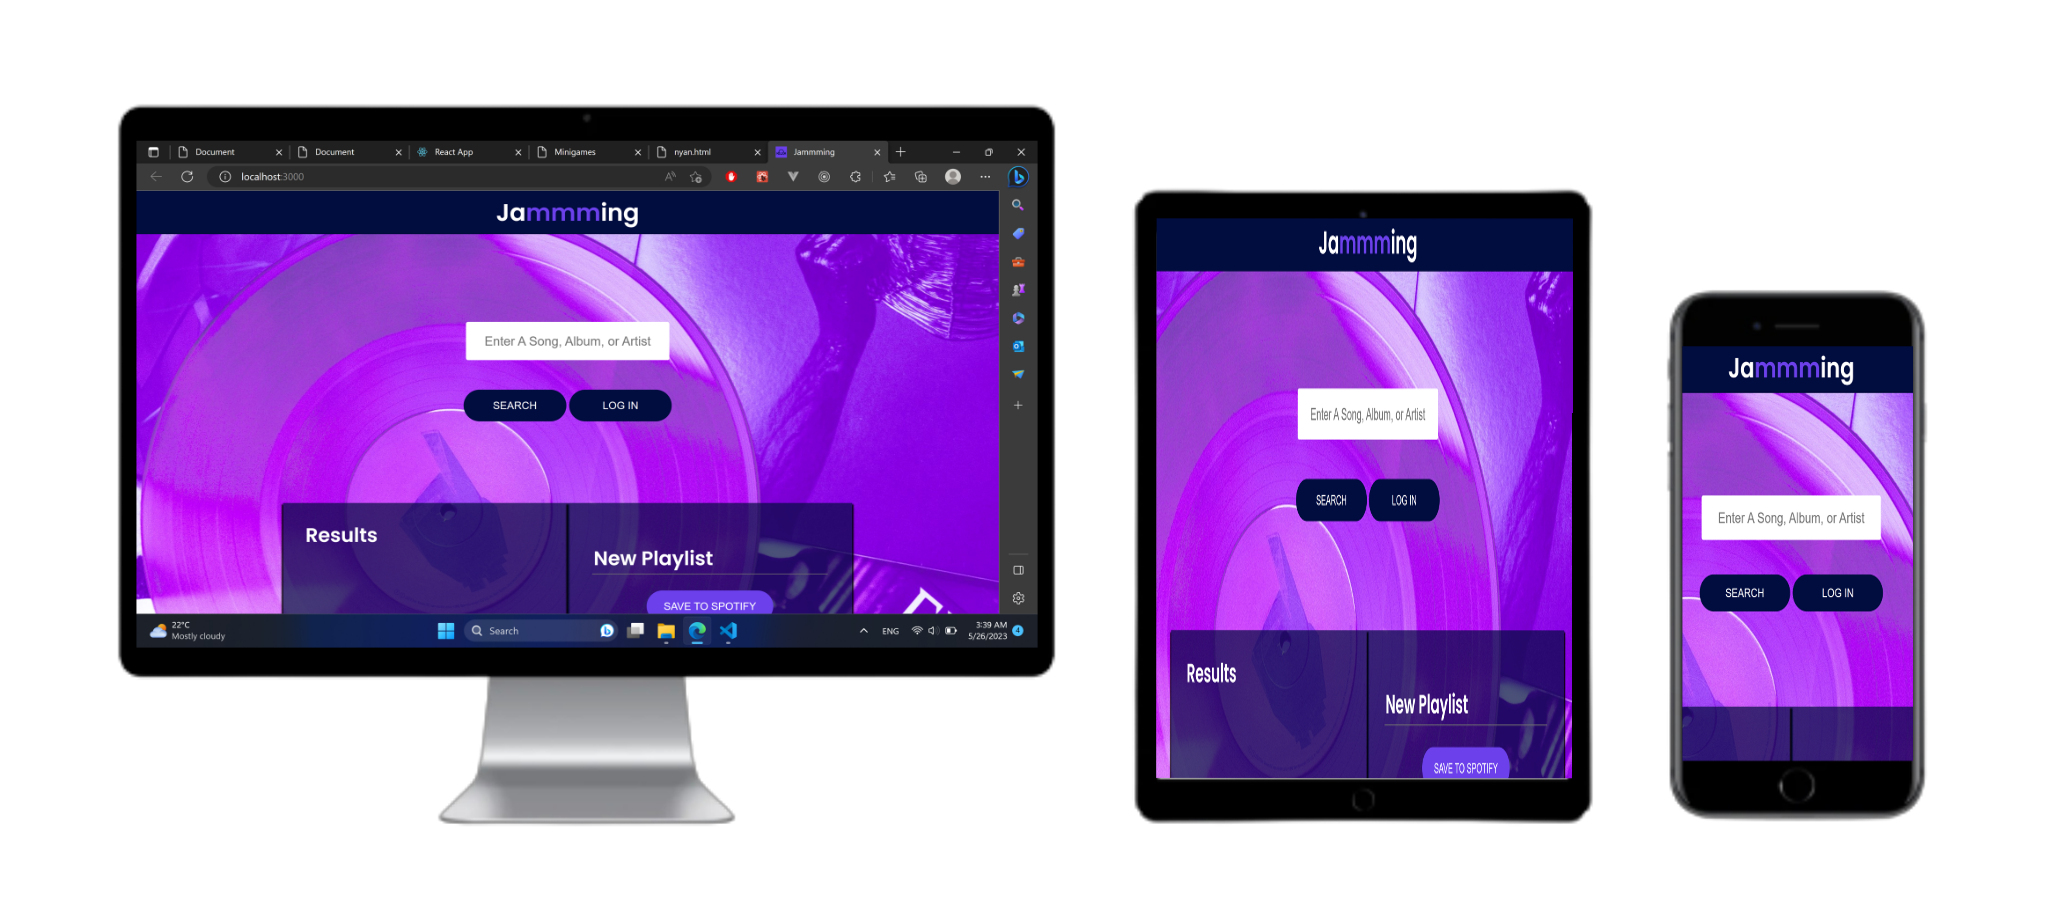 Document
Document
React App
Minigames
nyan.html
Jammming
localhost:3000
Jammming
Enter A Song, Album, or Artist
SEARCH
LOG IN
Results
New Playlist
SAVE TO SPOTIFY
22°C
Mostly cloudy
Search
ENG
3:39 AM
5/26/2023
4
Jammming
Enter A Song, Album, or Artist
SEARCH
LOG IN
Results
New Playlist
SAVE TO SPOTIFY
Jammming
Enter A Song, Album, or Artist
SEARCH
LOG IN